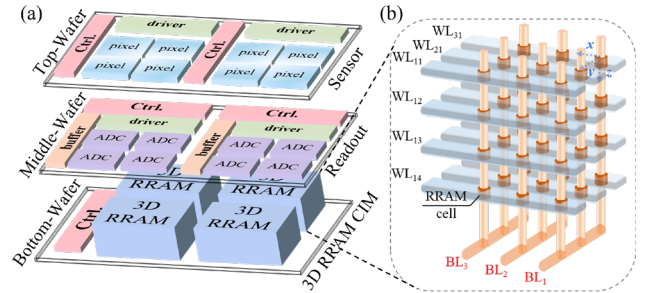 (a)
Top-Wafer
Ctrl.
driver
Ctrl.
driver
pixel pixel pixel pixel
pixel pixel pixel pixel
Sensor
Middle-Wafer
Ctrl.
Ctrl.
buffer
driver
buffer
driver
ADC ADC ADC ADC
ADC ADC ADC ADC
Readout
Bottom-Wafer
Ctrl.
3D
RRAM
3D
RRAM
3D
RRAM
3D
RRAM
3D RRAM CIM
(b)
WL31
WL21
WL11
WL12
WL13
WL14
x
y
z
RRAM
cell
BL3
BL2
BL1